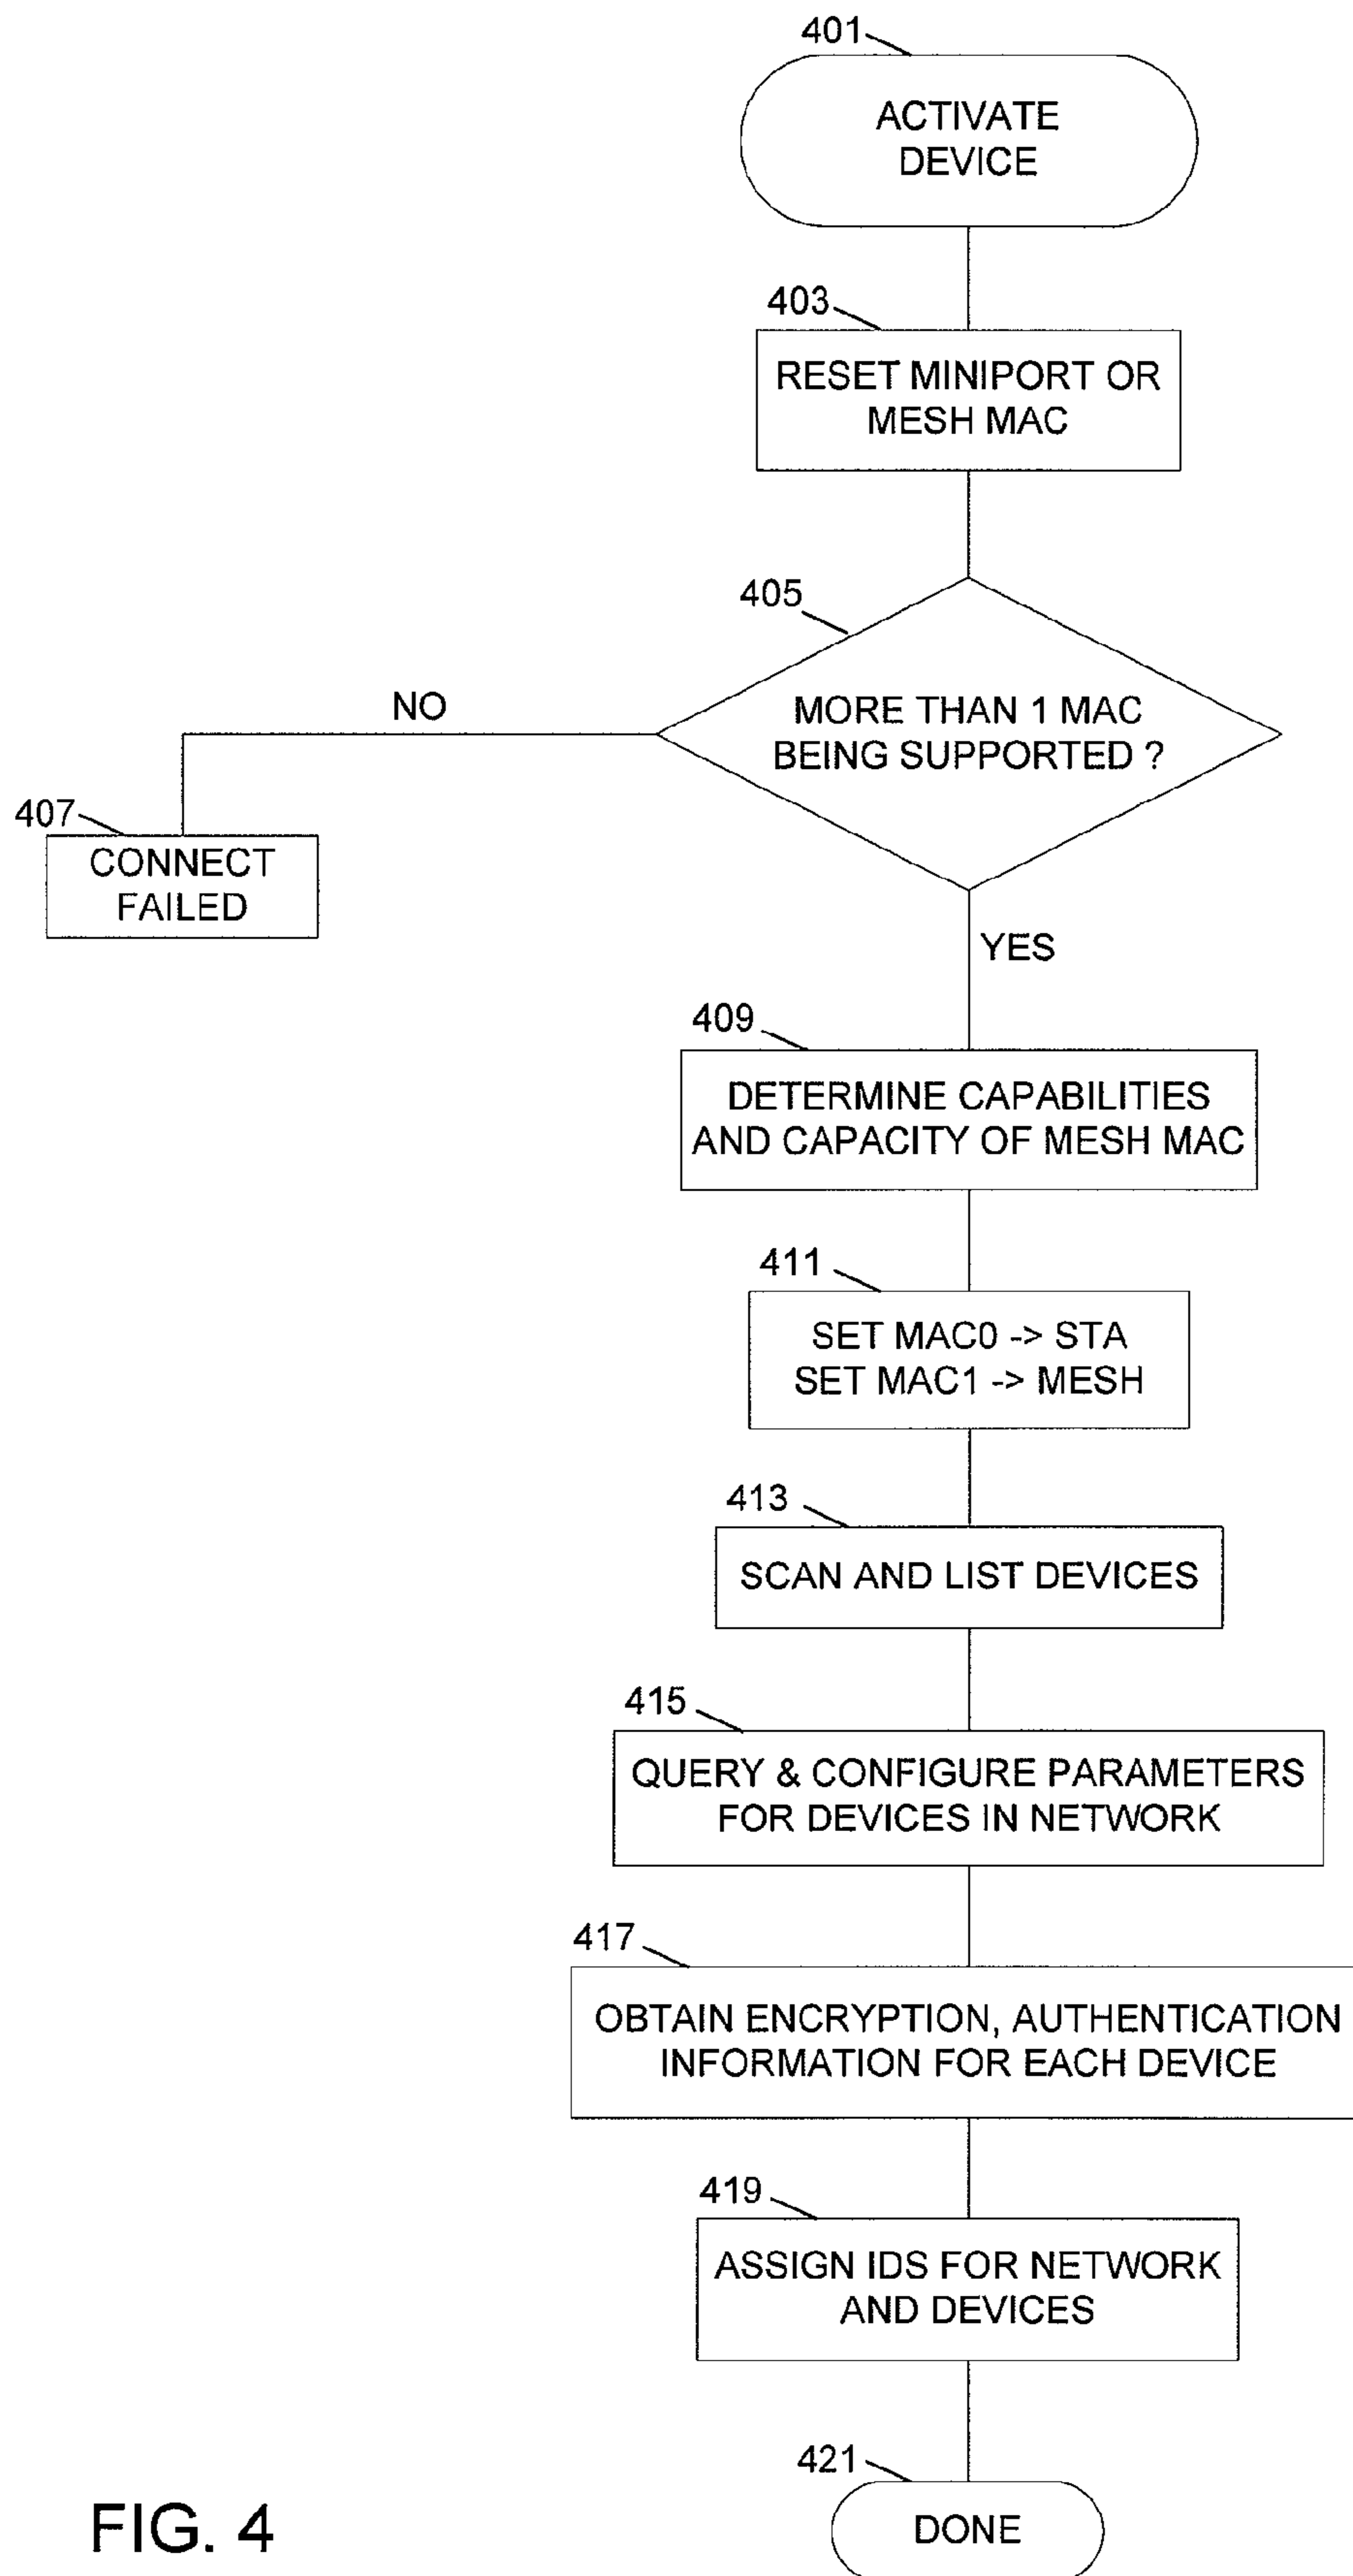 401
ACTIVATE
DEVICE
403
RESET MINIPORT OR
MESH MAC
405
MORE THAN 1 MAC
BEING SUPPORTED ?
NO
407
CONNECT
FAILED
YES
409
DETERMINE CAPABILITIES
AND CAPACITY OF MESH MAC
411
SET MAC0 -> STA
SET MAC1 -> MESH
413
SCAN AND LIST DEVICES
415
QUERY & CONFIGURE PARAMETERS
FOR DEVICES IN NETWORK
417
OBTAIN ENCRYPTION, AUTHENTICATION
INFORMATION FOR EACH DEVICE
419
ASSIGN IDS FOR NETWORK
AND DEVICES
421
DONE
FIG. 4